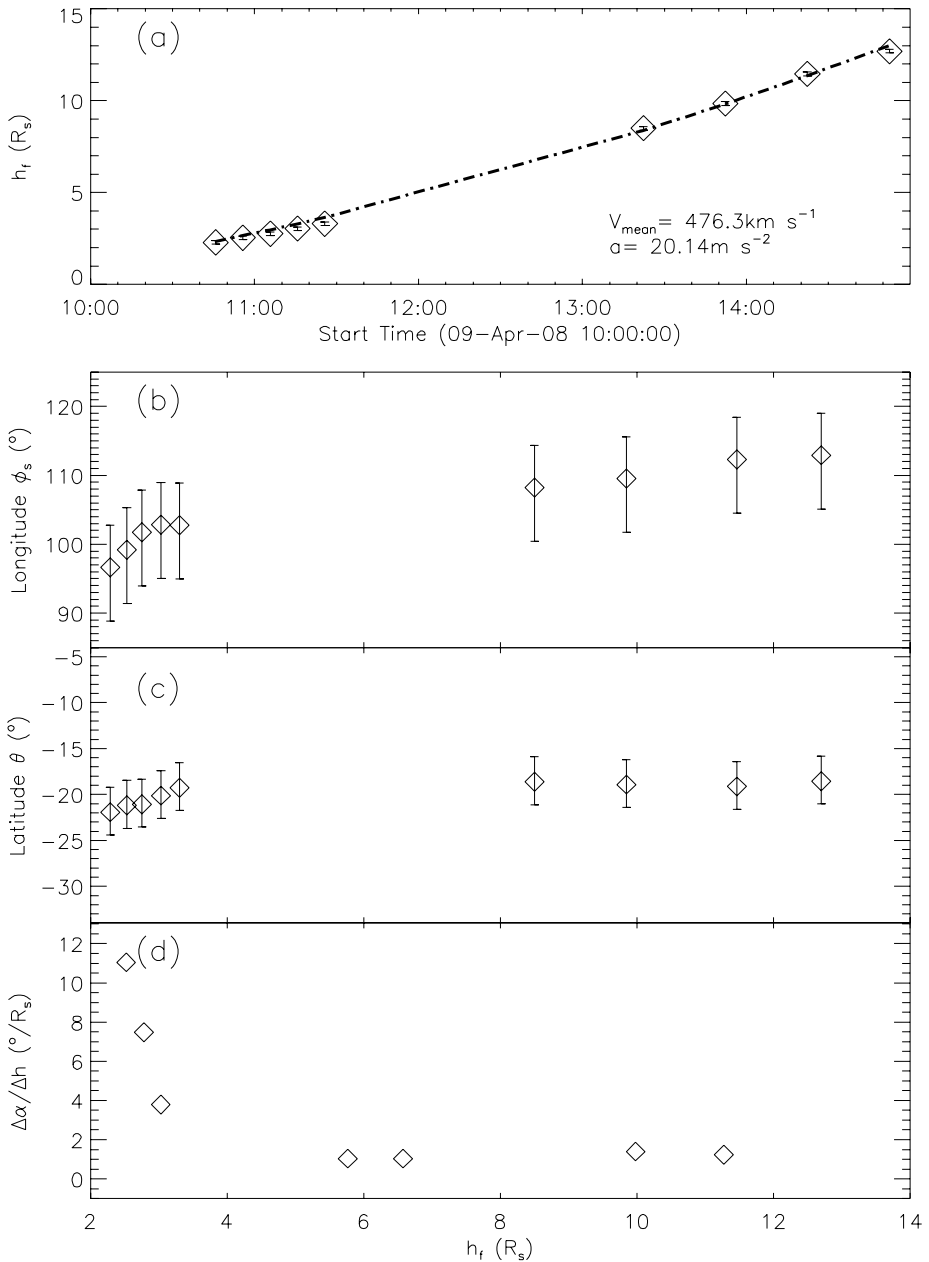 (a)
15
10
5
0
h_f (R_s)
V_mean= 476.3km s^−1
a= 20.14m s^−2
10:00 11:00 12:00 13:00 14:00
Start Time (09−Apr−08 10:00:00)
(b)
120
110
100
90
Longitude ϕ_s (°)
(c)
−5
−10
−15
−20
−25
−30
Latitude θ (°)
(d)
12
10
8
6
4
2
0
Δα/Δh (°/R_s)
2 4 6 8 10 12 14
h_f (R_s)